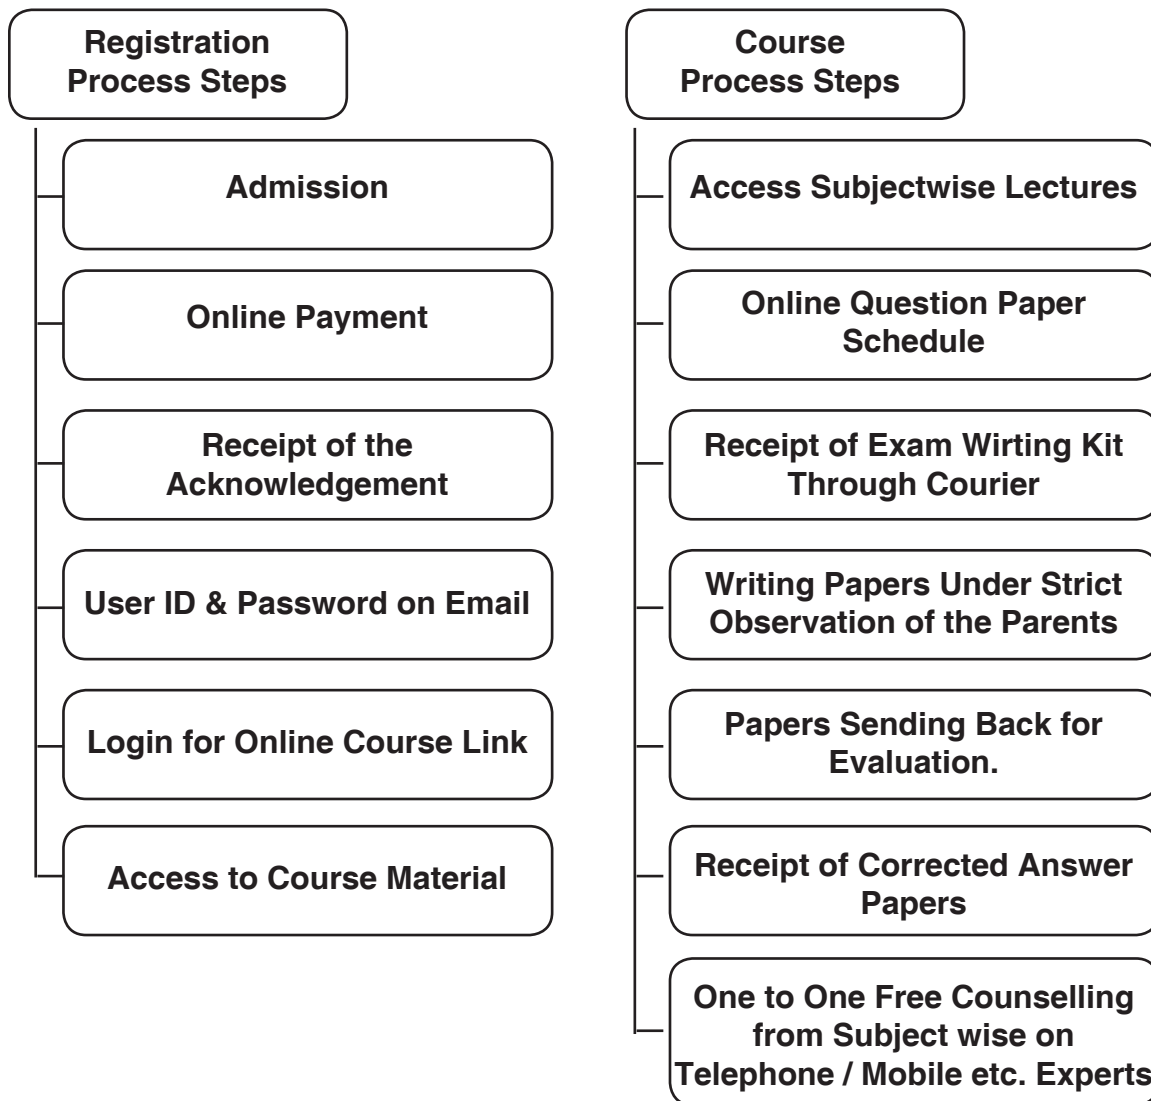 Registration
Process Steps
Admission
Online Payment
Receipt of the
Acknowledgement
User ID & Password on Email
Login for Online Course Link
Access to Course Material
Course
Process Steps
Access Subjectwise Lectures
Online Question Paper
Schedule
Receipt of Exam Wirting Kit
Through Courier
Writing Papers Under Strict
Observation of the Parents
Papers Sending Back for
Evaluation.
Receipt of Corrected Answer
Papers
One to One Free Counselling
from Subject wise on
Telephone / Mobile etc. Experts